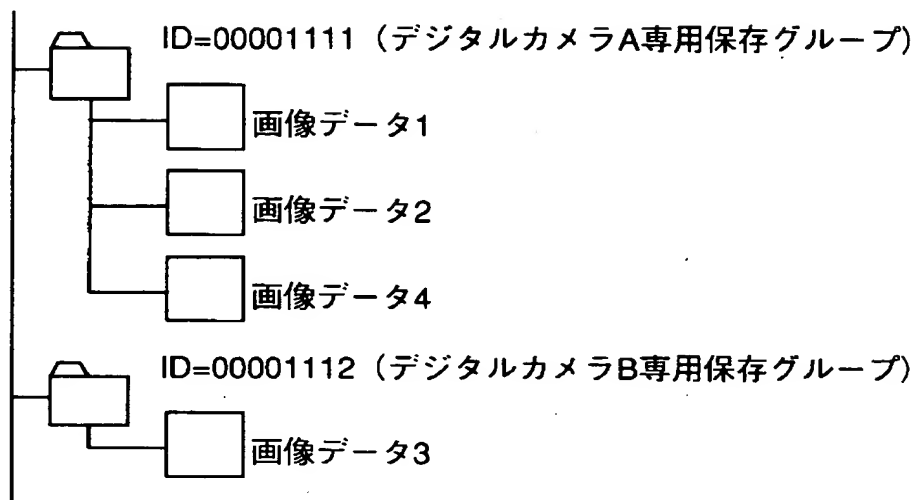 ID=00001111（デジタルカメラA専用保存グループ）
画像データ1
画像データ2
画像データ4
ID=00001112（デジタルカメラB専用保存グループ）
画像データ3